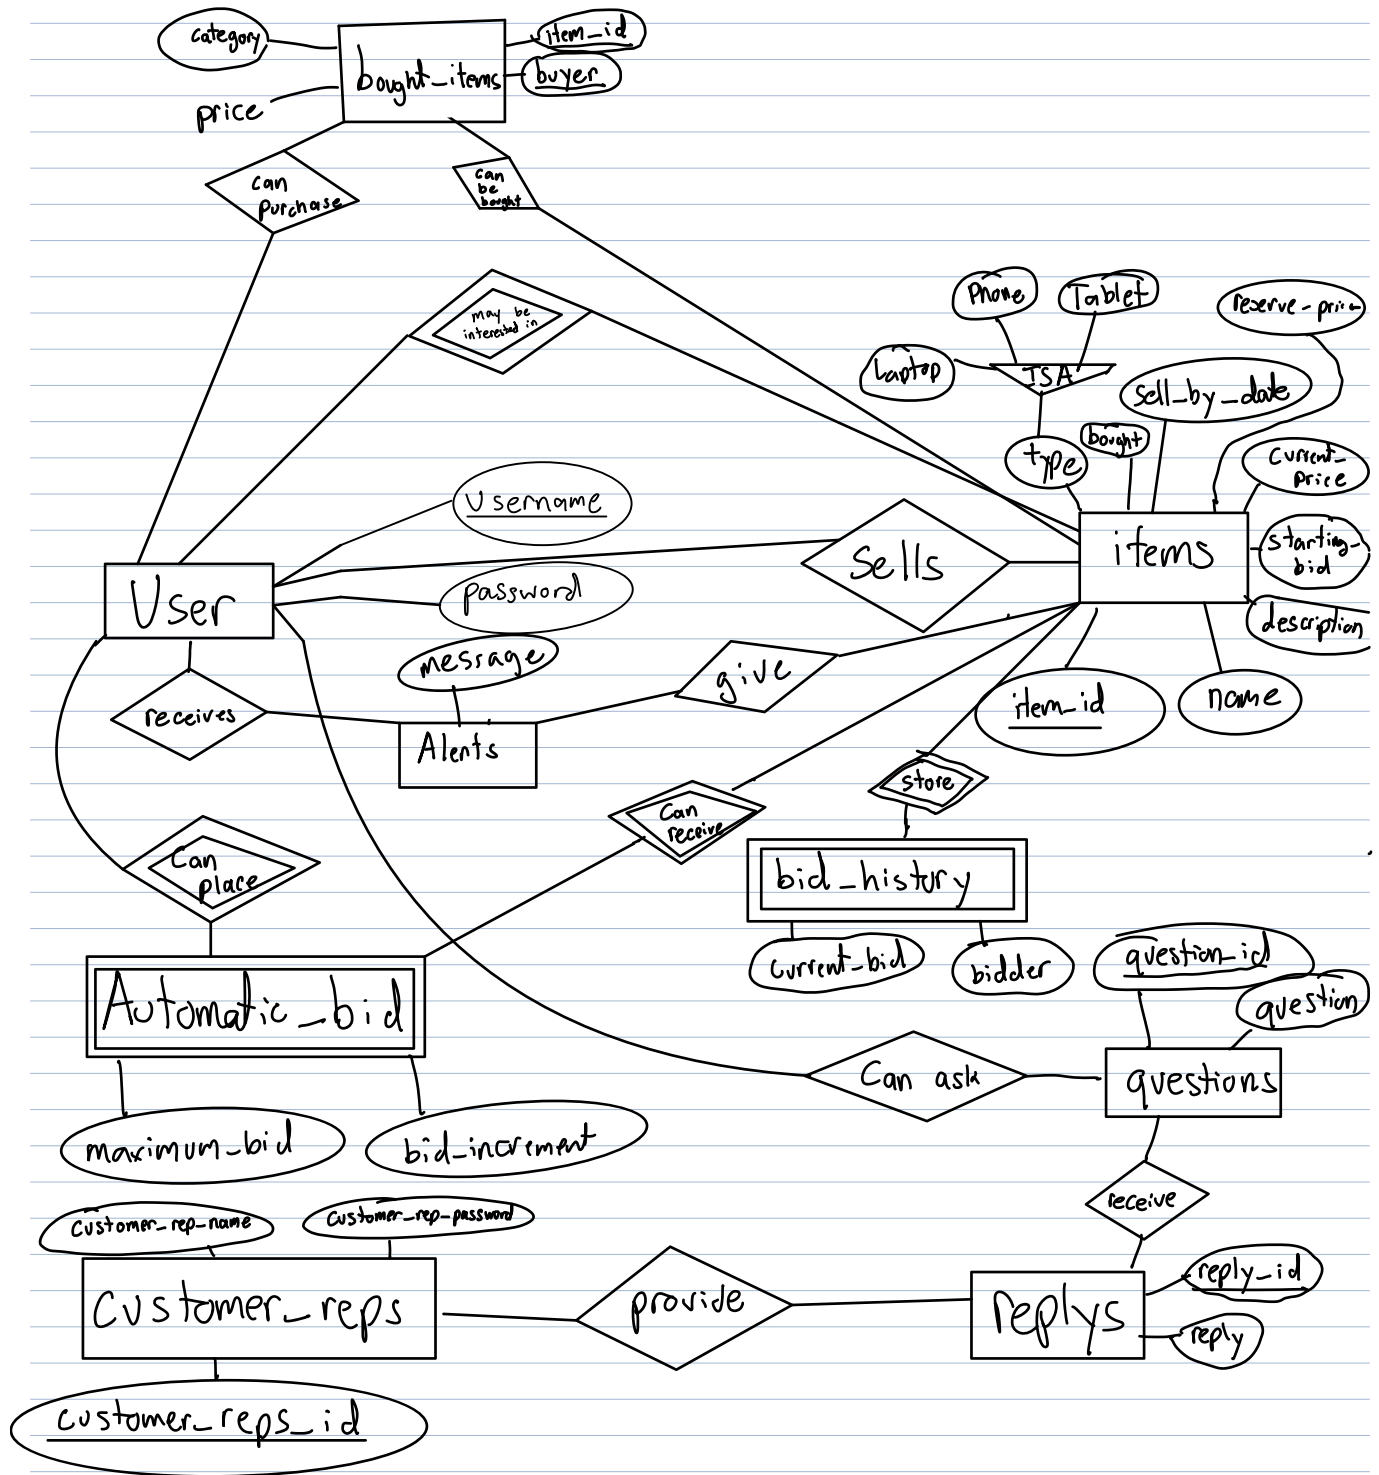 category
item_id
bought_items
buyer
price
can
purchase
can
be
bought
may be
interested in
Phone
Tablet
reserve-price
Laptop
ISA
sell_by_date
bought
type
current_
price
Username
Sells
items
starting_
bid
User
password
description
message
give
item_id
name
receives
Alerts
store
Can
receive
Can
place
bid_history
current_bid
bidder
question_id
question
Automatic_bid
Can ask
questions
maximum_bid
bid_increment
receive
customer_rep_name
customer_rep_password
customer_reps
provide
replys
reply_id
reply
customer_reps_id